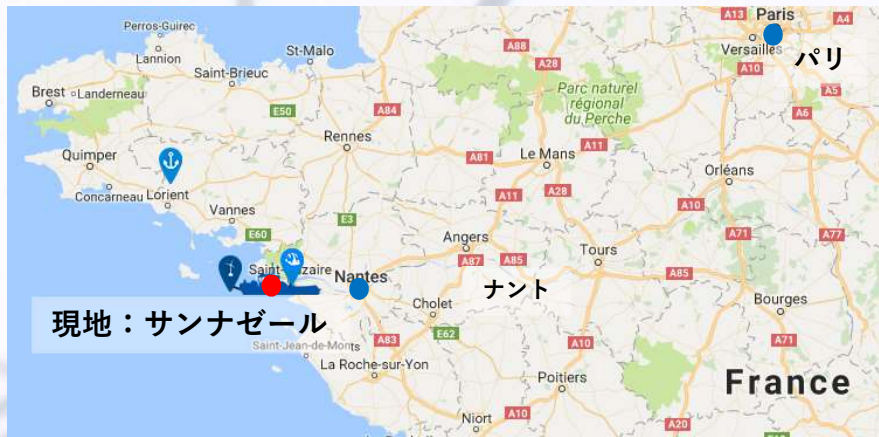 Perros-Guirec
Lannion
St-Malo
Saint-Brieuc
Brest
Landerneau
Quimper
Concarneau
Lorient
Vannes
Rennes
E50
A84
A88
A28
A13
Paris
A4
Versailles
パリ
A10
A5
A6
Parc naturel
régional
du Perche
Le Mans
A11
A81
Orléans
A11
A28
A10
A71
A77
E3
E60
Angers
A87
A85
Tours
A85
Nantes
ナント
Cholet
E62
Bourges
A71
現地：サンナゼール
Saint-Jean-de-Monts
A83
La Roche-sur-Yon
A10
Poitiers
France
Niort
A10
A20